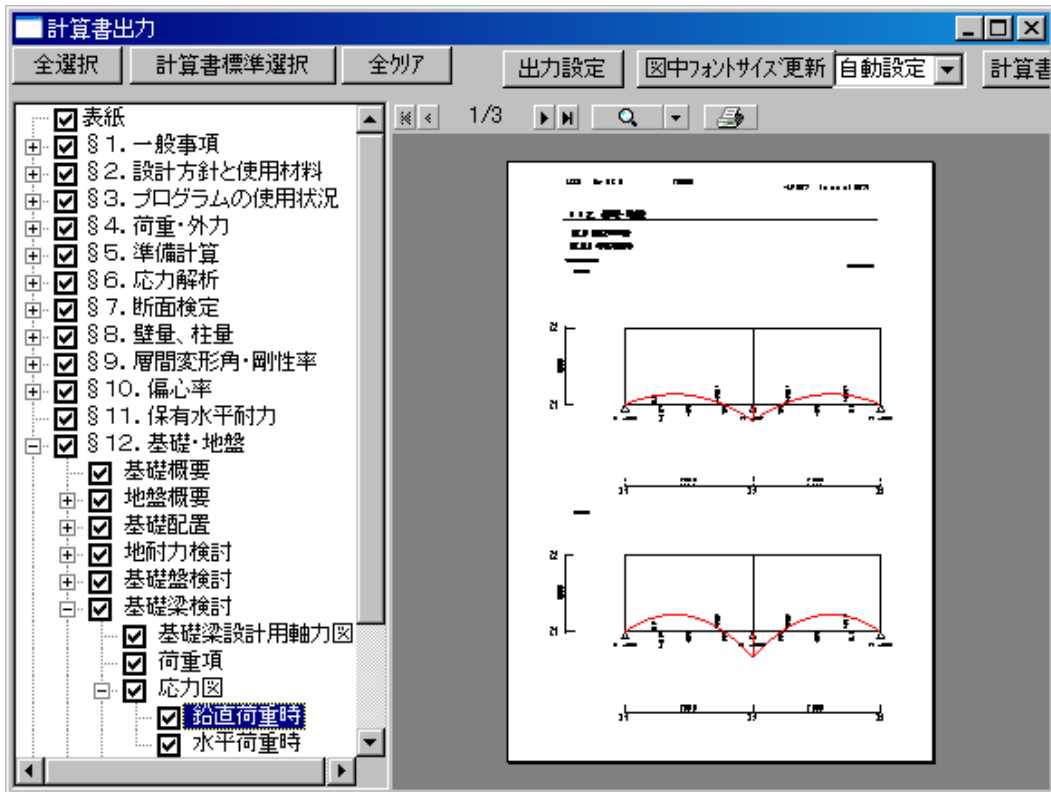 計算書出力
全選択 計算書標準選択 全クリア 出力設定 図中フォントサイズ更新 自動設定 計算書
1/3
表紙
§1. 一般事項
§2. 設計方針と使用材料
§3. プログラムの使用状況
§4. 荷重・外力
§5. 準備計算
§6. 応力解析
§7. 断面検定
§8. 壁量、柱量
§9. 層間変形角・剛性率
§10. 偏心率
§11. 保有水平耐力
§12. 基礎・地盤
基礎概要
地盤概要
基礎配置
地耐力検討
基礎盤検討
基礎梁検討
基礎梁設計用軸力図
荷重項
応力図
鉛直荷重時
水平荷重時